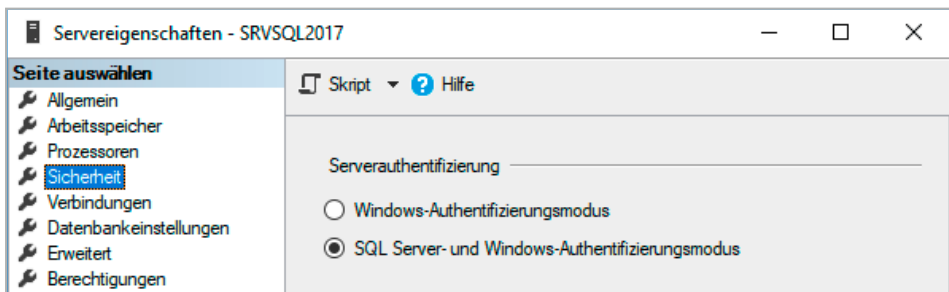 Servereigenschaften - SRVSQL2017
Seite auswählen
Allgemein
Arbeitsspeicher
Prozessoren
Sicherheit
Verbindungen
Datenbankeinstellungen
Erweitert
Berechtigungen
Skript
Hilfe
Serverauthentifizierung
Windows-Authentifizierungsmodus
SQL Server- und Windows-Authentifizierungsmodus